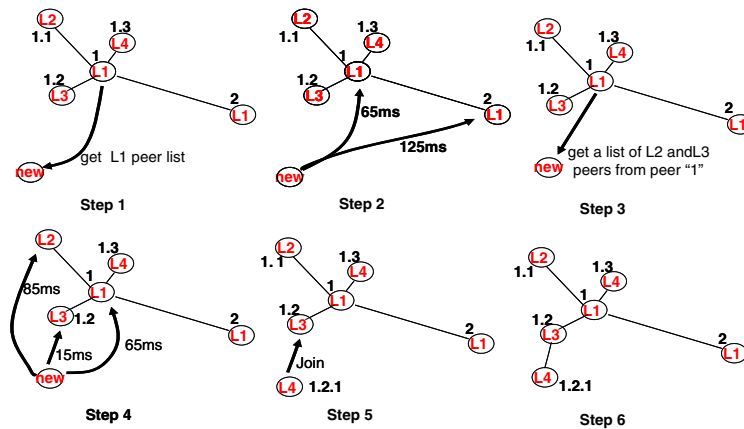 L2
1.1
1.3
L4
1
L1
1.2
L3
2
L1
get L1 peer list
new
Step 1
L2
1.1
1.3
L4
1
L1
1.2
L3
2
L1
65ms
125ms
new
Step 2
L2
1.1
1.3
L4
1
L1
1.2
L3
2
L1
new
get a list of L2 andL3
peers from peer “1”
Step 3
L2
1.3
L4
1
L1
85ms
L3
1.2
2
L1
15ms
65ms
new
Step 4
L2
1.1
1.3
L4
1
L1
1.2
L3
2
L1
Join
L4
1.2.1
Step 5
L2
1.1
1.3
L4
1
L1
1.2
L3
2
L1
L4
1.2.1
Step 6